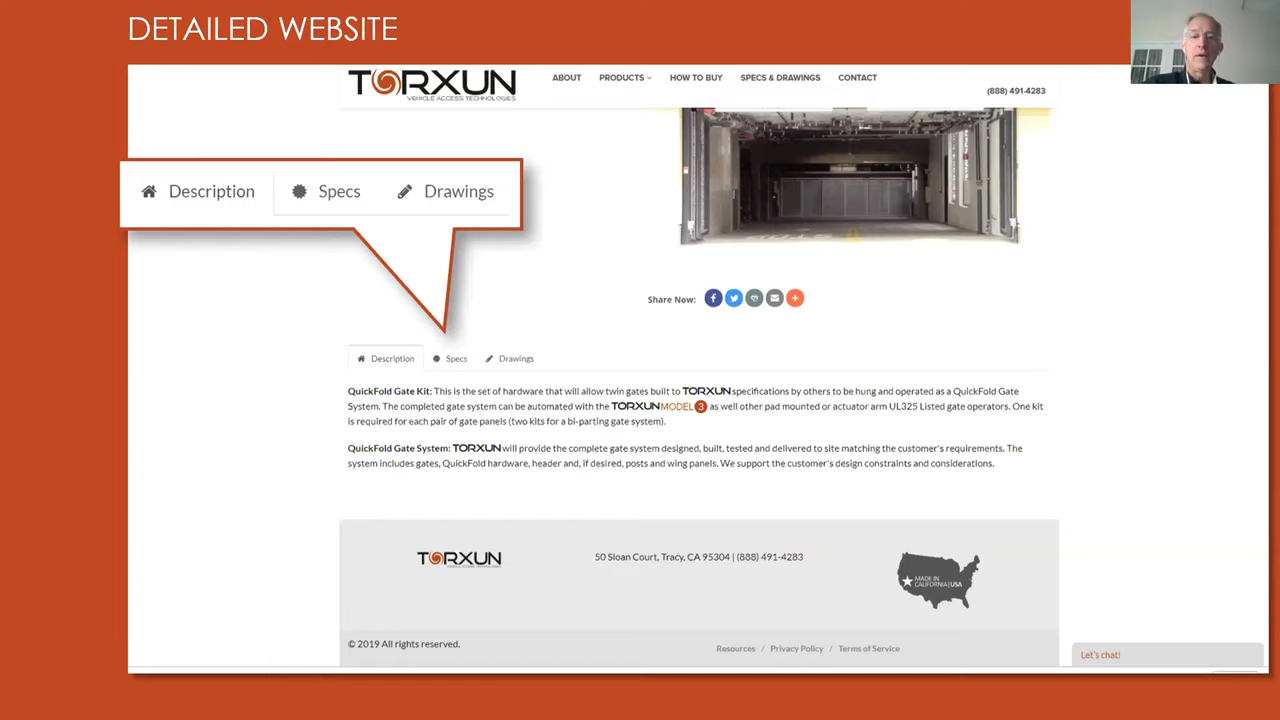 DETAILED WEBSITE
TORXUN
VEHICLE ACCESS TECHNOLOGIES
ABOUT PRODUCTS HOW TO BUY SPECS & DRAWINGS CONTACT
(888) 491-4283
Description Specs Drawings
Share Now:
Description Specs Drawings
QuickFold Gate Kit: This is the set of hardware that will allow twin gates built to TORXUN specifications by others to be hung and operated as a QuickFold Gate
System. The completed gate system can be automated with the TORXUN MODEL 3 as well other pad mounted or actuator arm UL325 Listed gate operators. One kit
is required for each pair of gate panels (two kits for a bi-parting gate system).
QuickFold Gate System: TORXUN will provide the complete gate system designed, built, tested and delivered to site matching the customer's requirements. The
system includes gates, QuickFold hardware, header and, if desired, posts and wing panels. We support the customer's design constraints and considerations.
TORXUN
50 Sloan Court, Tracy, CA 95304 | (888) 491-4283
MADE IN
CALIFORNIA|USA
© 2019 All rights reserved.
Resources / Privacy Policy / Terms of Service
Let's chat!